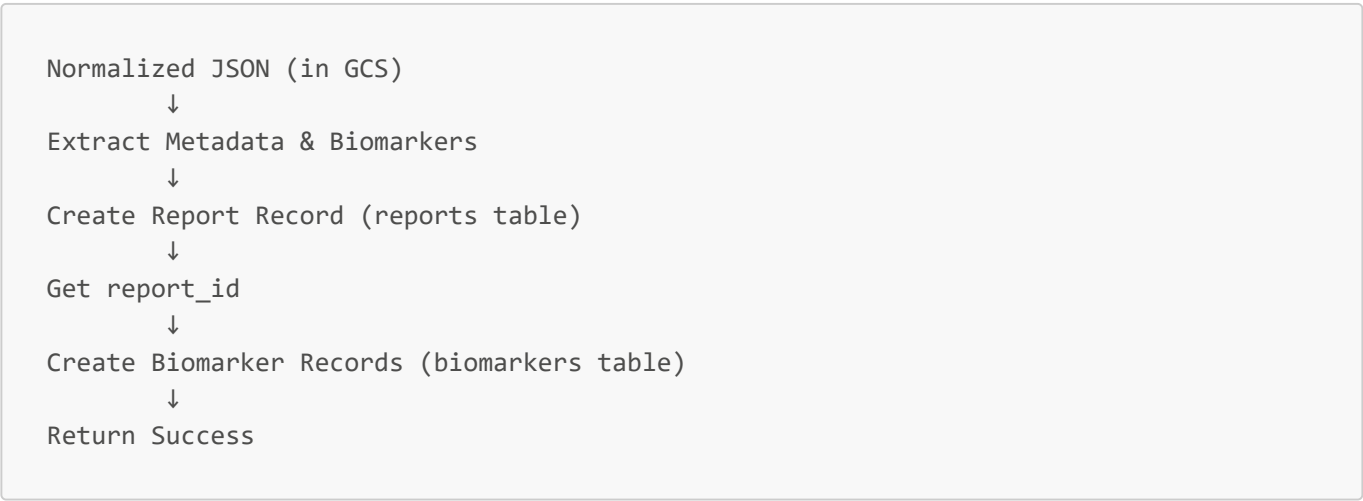 Normalized JSON (in GCS)
↓
Extract Metadata & Biomarkers
↓
Create Report Record (reports table)
↓
Get report_id
↓
Create Biomarker Records (biomarkers table)
↓
Return Success